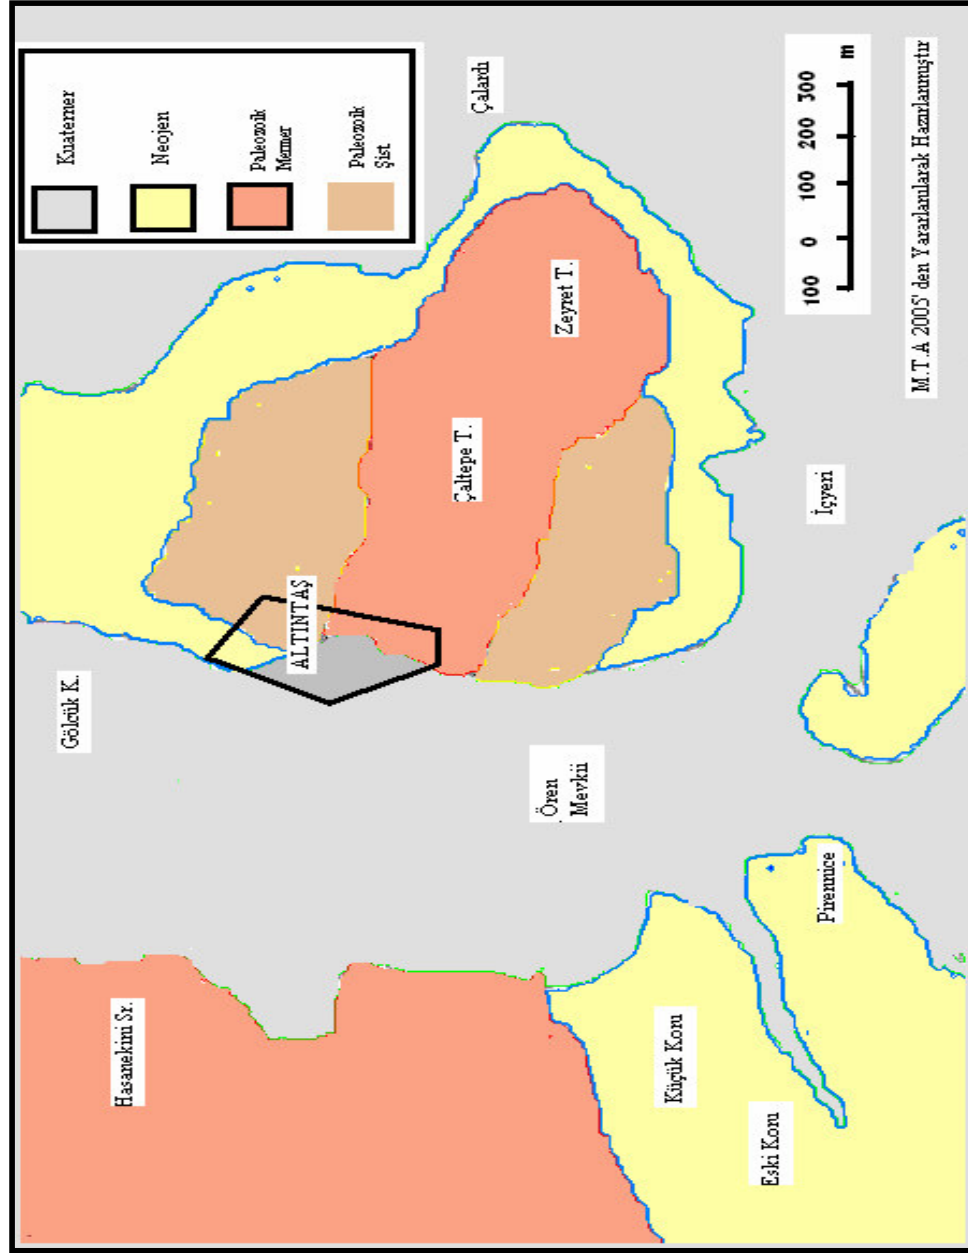 Kuaterner
Neojen
Paleozoik
Mermer
Paleozoik
Şist
Çalardı
100 0 100 200 300 m
M.T.A 2005' den Yararlanılarak Hazırlanmıştır
Zeyret T.
Çaltepe T.
İçyeri
ALTINTAŞ
Gölcük K.
Ören
Mevkii
Pirennice
Hasanekini Sr.
Küçük Koru
Eski Koru